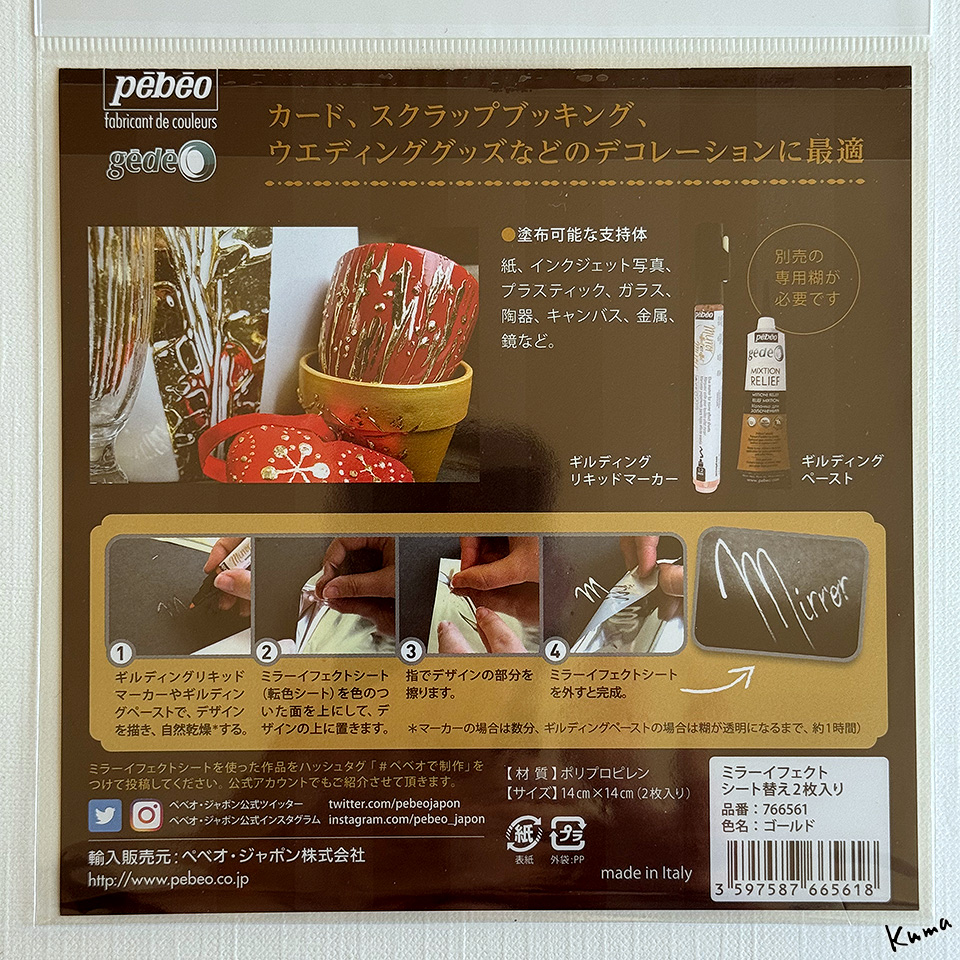 pēbēo
fabricant de couleurs
gēdēo
カード、スクラップブッキング、
ウエディンググッズなどのデコレーションに最適
●塗布可能な支持体
紙、インクジェット写真、
プラスティック、ガラス、
陶器、キャンバス、金属、
鏡など。
別売の
専用糊が
必要です
pēbēo
pēbēo
gēdēo
MIXTION
RELIEF
ギルディング
リキッドマーカー
ギルディング
ペースト
Mirror
1
ギルディングリキッド
マーカーやギルディン
グペーストで、デザイン
を描き、自然乾燥*する。
2
ミラーイフェクトシート
（転色シート）を色のつ
いた面を上にして、デ
ザインの上に置きます。
3
指でデザインの部分を
擦ります。
4
ミラーイフェクトシート
を外すと完成。
*マーカーの場合は数分、ギルディングペーストの場合は糊が透明になるまで、約1時間）
ミラーイフェクトシートを使った作品をハッシュタグ「＃ペベオで制作」を
つけて投稿してください。公式アカウントでもご紹介させて頂きます。
ペベオ・ジャポン公式ツイッター twitter.com/pebeojapon
ペベオ・ジャポン公式インスタグラム instagram.com/pebeo_japon
輸入販売元：ペベオ・ジャポン株式会社
http://www.pebeo.co.jp
【材質】ポリプロピレン
【サイズ】14cm×14cm（2枚入り）
紙
表紙
プラ
外袋:PP
made in Italy
ミラーイフェクト
シート替え2枚入り
品番：766561
色名：ゴールド
3 597587 665618
Kuma